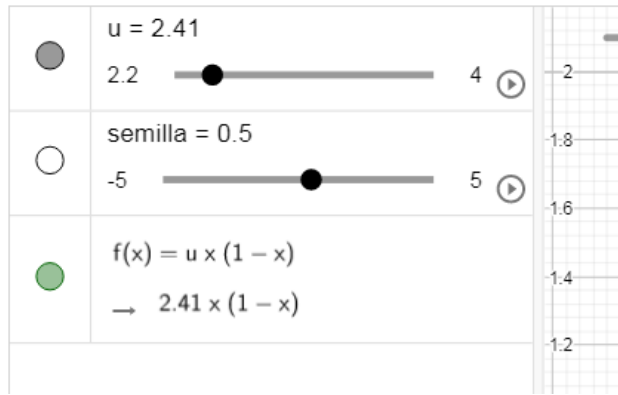 u = 2.41
2.2 4
semilla = 0.5
-5 5
f(x) = u x (1 − x)
→ 2.41 x (1 − x)
2
1.8
1.6
1.4
1.2